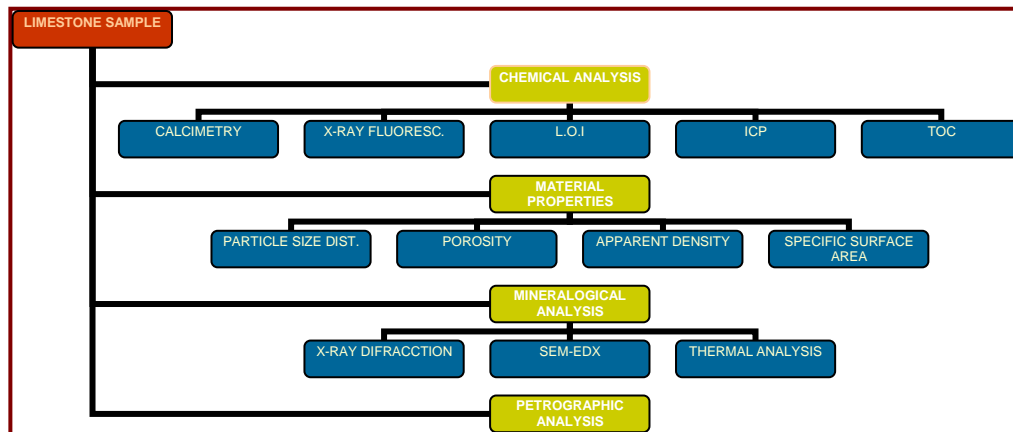 LIMESTONE SAMPLE
CHEMICAL ANALYSIS
CALCIMETRY
X-RAY FLUORESC.
L.O.I
ICP
TOC
MATERIAL
PROPERTIES
PARTICLE SIZE DIST.
POROSITY
APPARENT DENSITY
SPECIFIC SURFACE
AREA
MINERALOGICAL
ANALYSIS
X-RAY DIFRACCTION
SEM-EDX
THERMAL ANALYSIS
PETROGRAPHIC
ANALYSIS